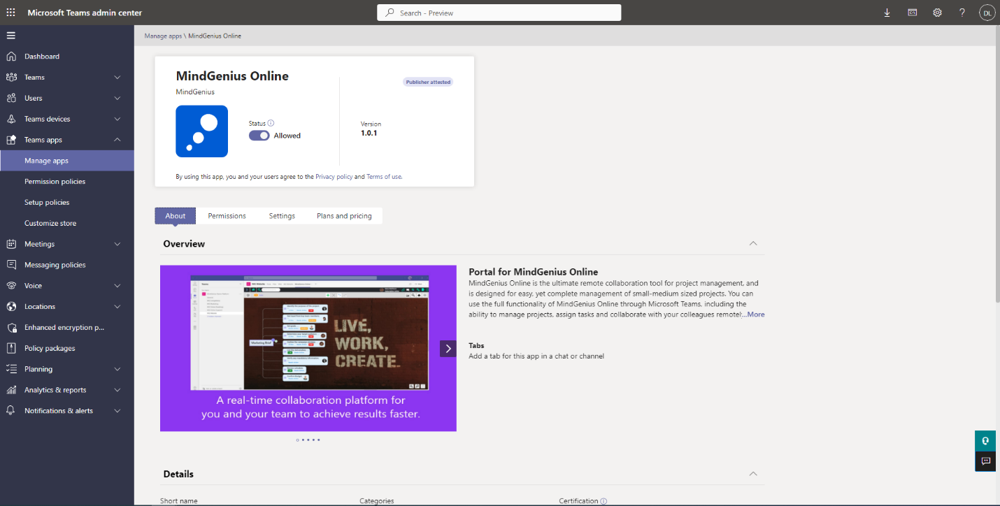 Microsoft Teams admin center
Search - Preview
DL
Manage apps \ MindGenius Online
Dashboard
Teams
Users
Teams devices
Teams apps
Manage apps
Permission policies
Setup policies
Customize store
Meetings
Messaging policies
Voice
Locations
Enhanced encryption p...
Policy packages
Planning
Analytics & reports
Notifications & alerts
MindGenius Online
MindGenius
Publisher attested
Status
Allowed
Version
1.0.1
By using this app, you and your users agree to the Privacy policy and Terms of use.
About
Permissions
Settings
Plans and pricing
Overview
Marketing Brief
LIVE,
WORK,
CREATE.
A real-time collaboration platform for
you and your team to achieve results faster.
Portal for MindGenius Online
MindGenius Online is the ultimate remote collaboration tool for project management, and
is designed for easy, yet complete management of small-medium sized projects. You can
use the full functionality of MindGenius Online through Microsoft Teams, including the
ability to manage projects, assign tasks and collaborate with your colleagues remotel...More
Tabs
Add a tab for this app in a chat or channel
Details
Short name
Categories
Certification